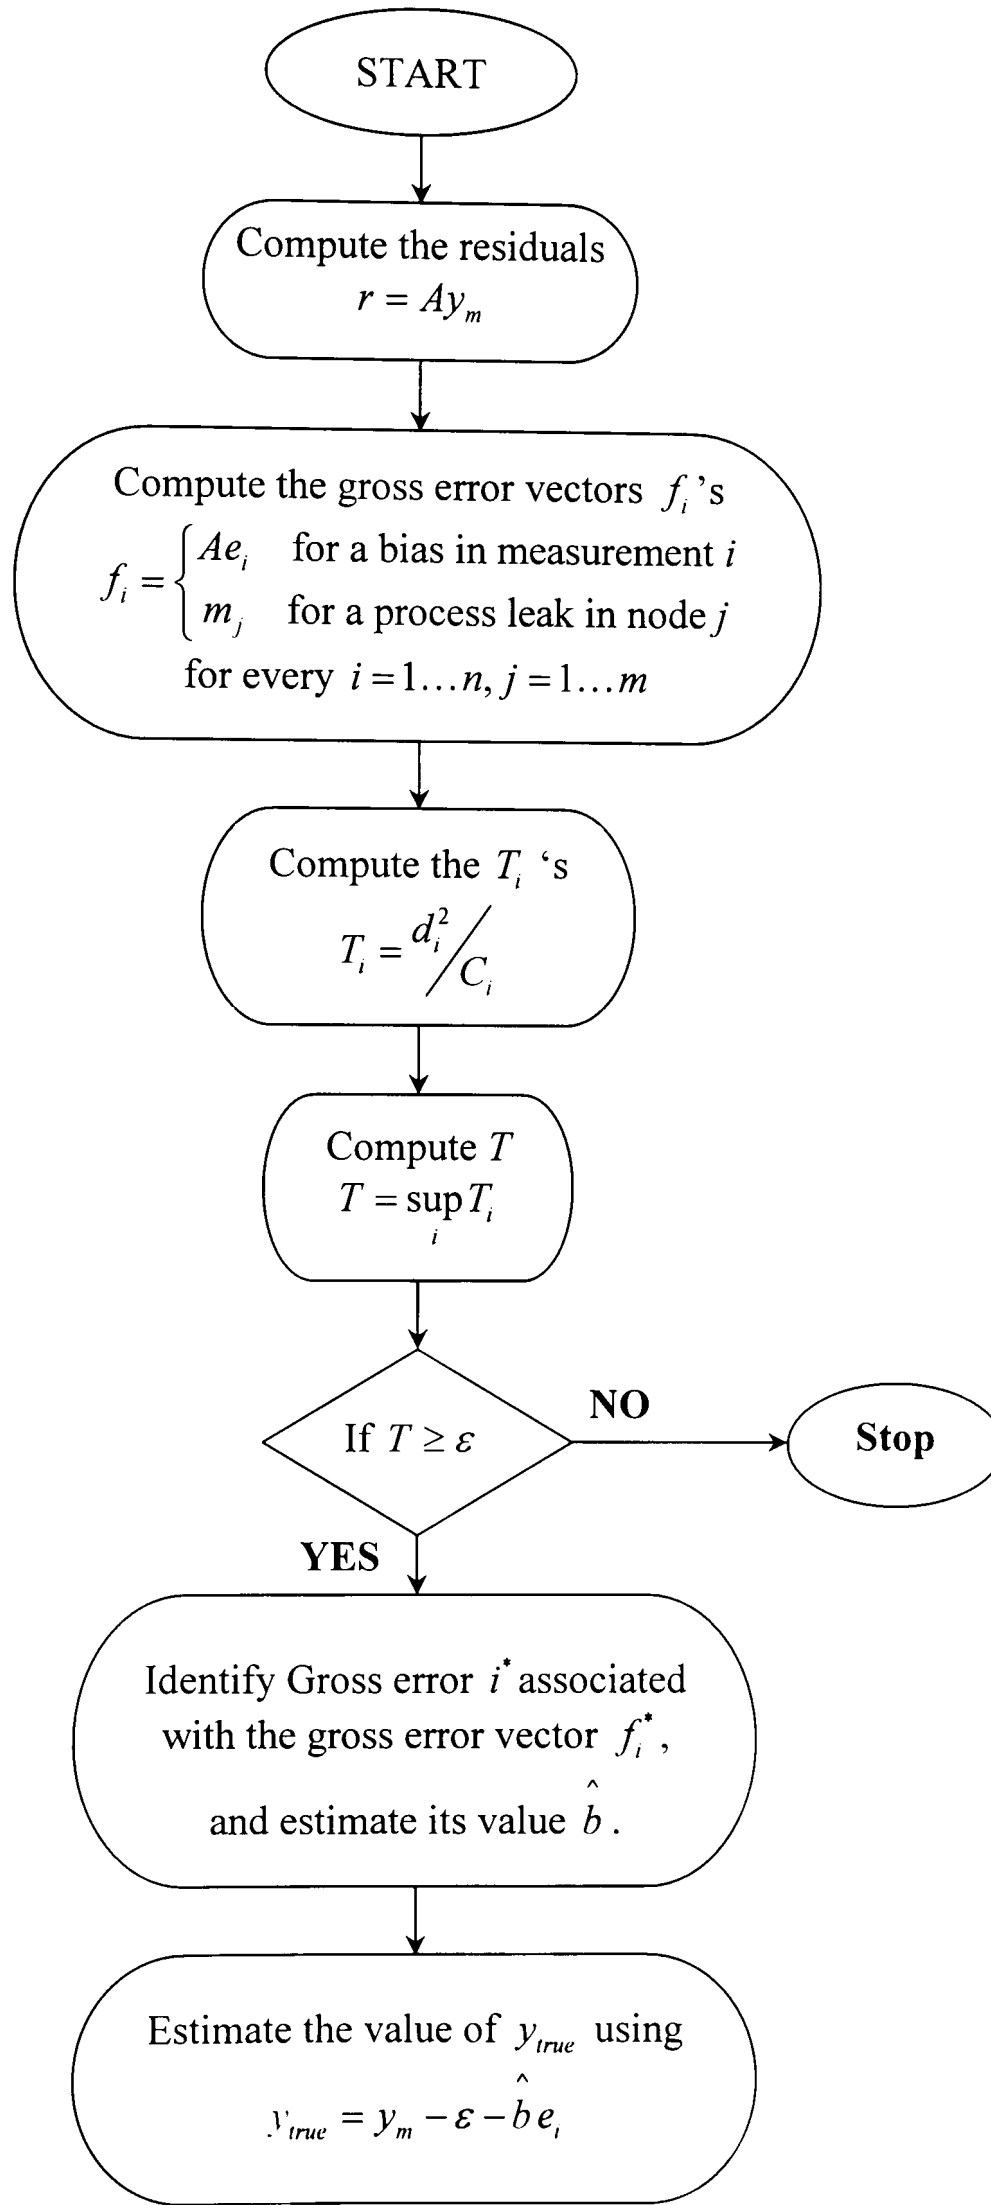 START
Compute the residuals
r = Ay_m
Compute the gross error vectors f_i 's
f_i = { Ae_i for a bias in measurement i
m_j for a process leak in node j
for every i = 1…n, j = 1…m
Compute the T_i ‘s
T_i = d_i^2 / C_i
Compute T
T = sup_i T_i
If T ≥ ε
NO
Stop
YES
Identify Gross error i^* associated
with the gross error vector f_i^* ,
and estimate its value b̂ .
Estimate the value of y_true using
y_true = y_m − ε − b̂ e_i